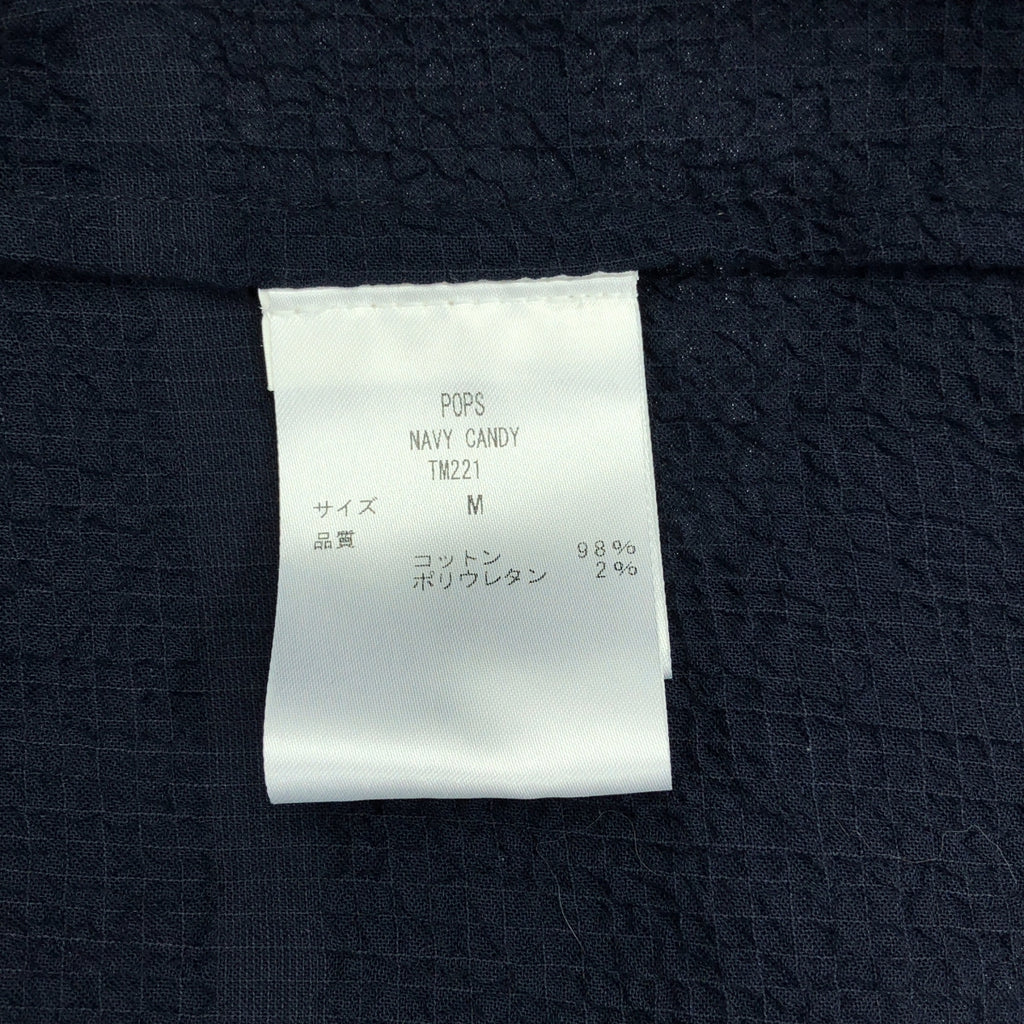 POPS
NAVY CANDY
TM221
サイズ M
品質
コットン 98%
ポリウレタン 2%